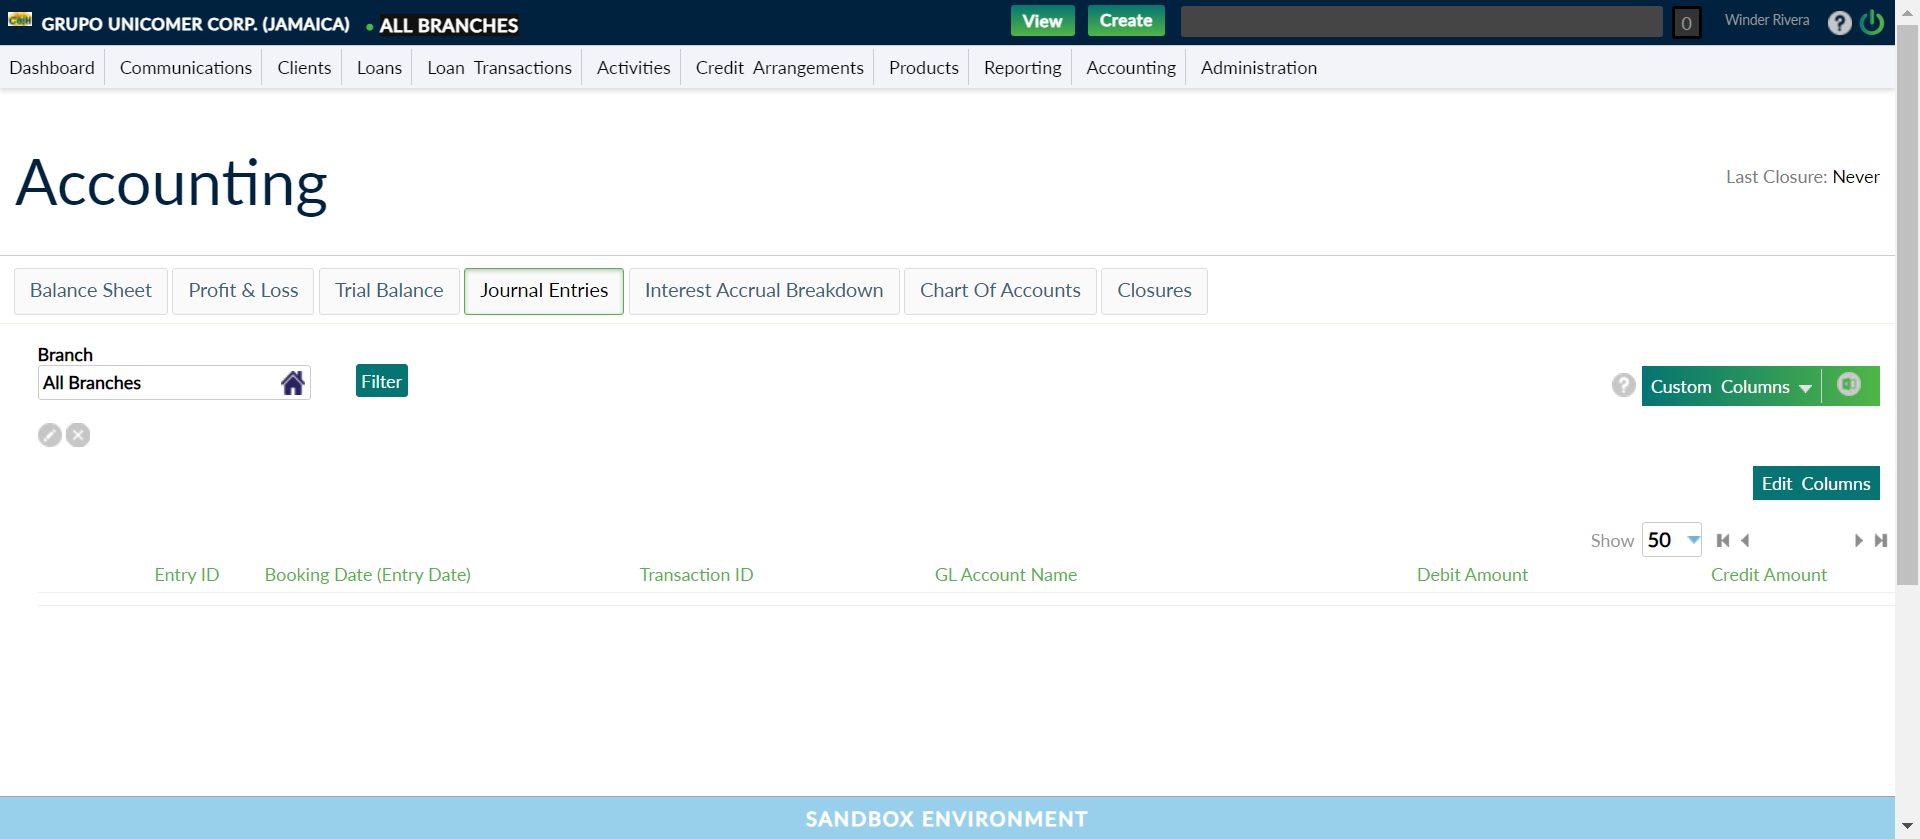 GRUPO UNICOMER CORP. (JAMAICA) • ALL BRANCHES View Create 0 Winder Rivera ?
Dashboard Communications Clients Loans Loan Transactions Activities Credit Arrangements Products Reporting Accounting Administration
Accounting
Last Closure: Never
Balance Sheet Profit & Loss Trial Balance Journal Entries Interest Accrual Breakdown Chart Of Accounts Closures
Branch
All Branches Filter ? Custom Columns
Edit Columns
Show 50
Entry ID Booking Date (Entry Date) Transaction ID GL Account Name Debit Amount Credit Amount
SANDBOX ENVIRONMENT